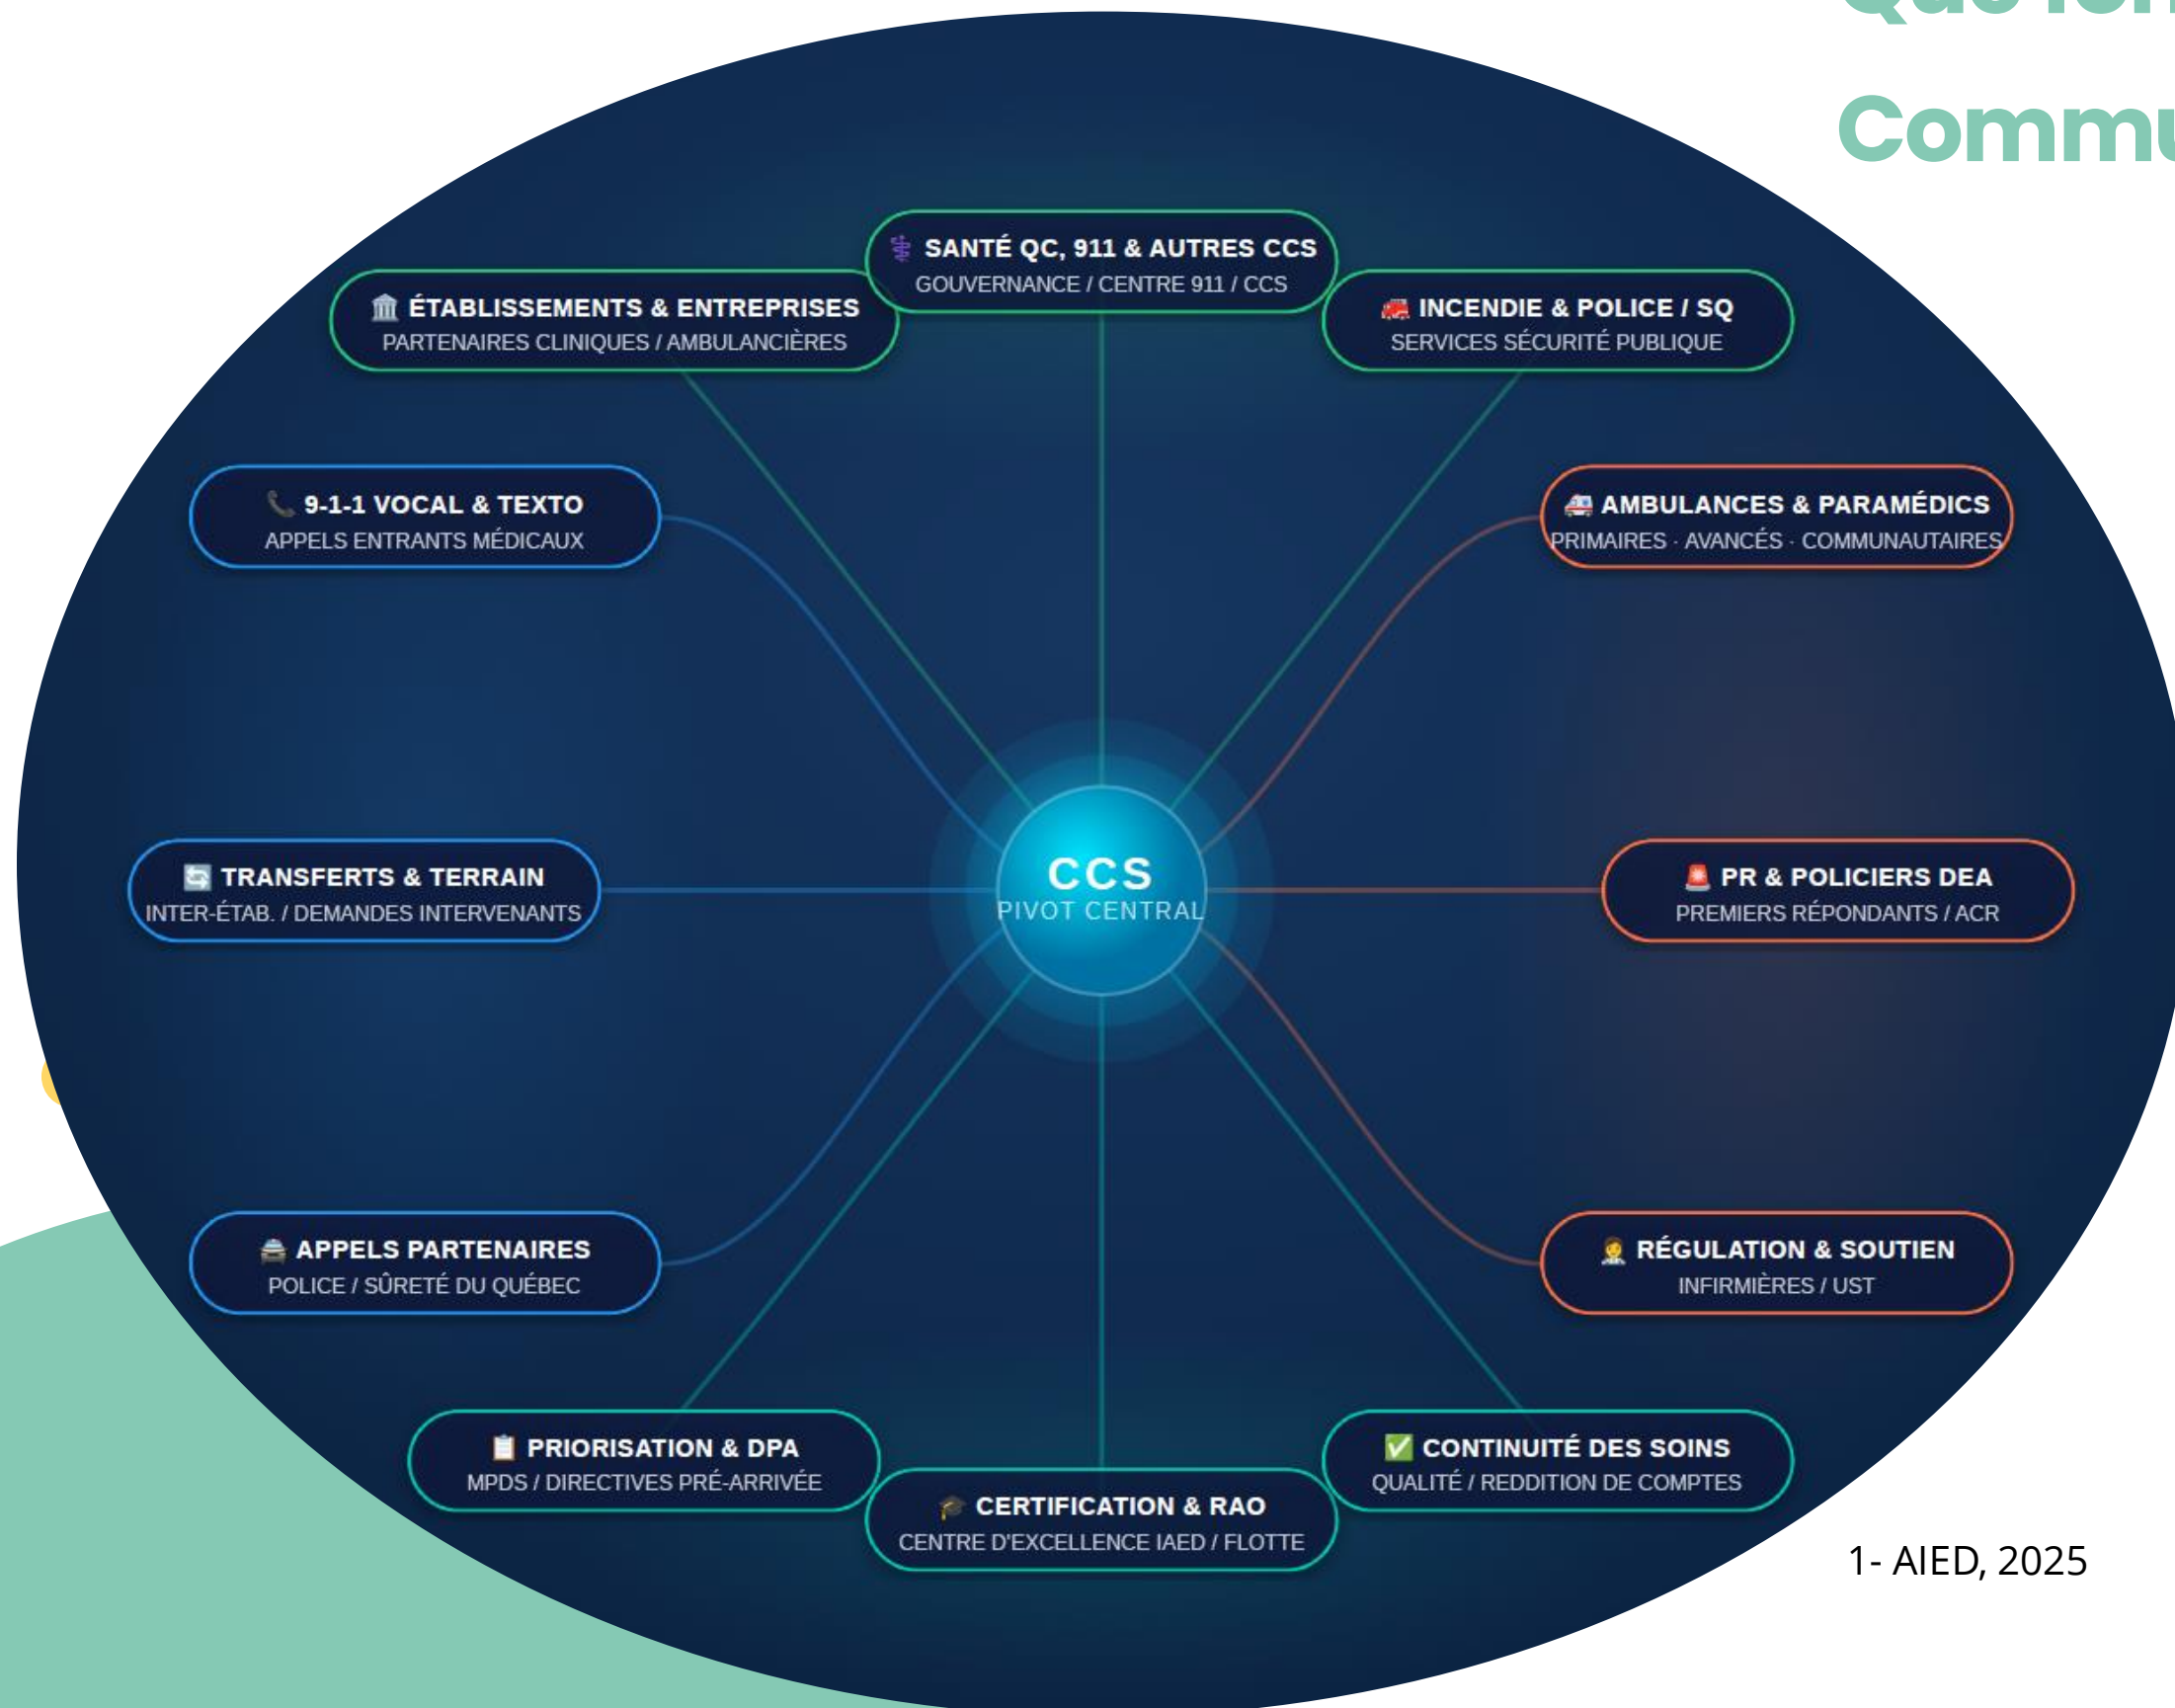 Commu
⚕ SANTÉ QC, 911 & AUTRES CCS
GOUVERNANCE / CENTRE 911 / CCS
🏛 ÉTABLISSEMENTS & ENTREPRISES
PARTENAIRES CLINIQUES / AMBULANCIÈRES
🚒 INCENDIE & POLICE / SQ
SERVICES SÉCURITÉ PUBLIQUE
📞 9-1-1 VOCAL & TEXTO
APPELS ENTRANTS MÉDICAUX
🚑 AMBULANCES & PARAMÉDICS
PRIMAIRES · AVANCÉS · COMMUNAUTAIRES
🔄 TRANSFERTS & TERRAIN
INTER-ÉTAB. / DEMANDES INTERVENANTS
CCS
PIVOT CENTRAL
🚨 PR & POLICIERS DEA
PREMIERS RÉPONDANTS / ACR
🚔 APPELS PARTENAIRES
POLICE / SÛRETÉ DU QUÉBEC
👩‍⚕️ RÉGULATION & SOUTIEN
INFIRMIÈRES / UST
📋 PRIORISATION & DPA
MPDS / DIRECTIVES PRÉ-ARRIVÉE
🎓 CERTIFICATION & RAO
CENTRE D'EXCELLENCE IAED / FLOTTE
✅ CONTINUITÉ DES SOINS
QUALITÉ / REDDITION DE COMPTES
1- AIED, 2025